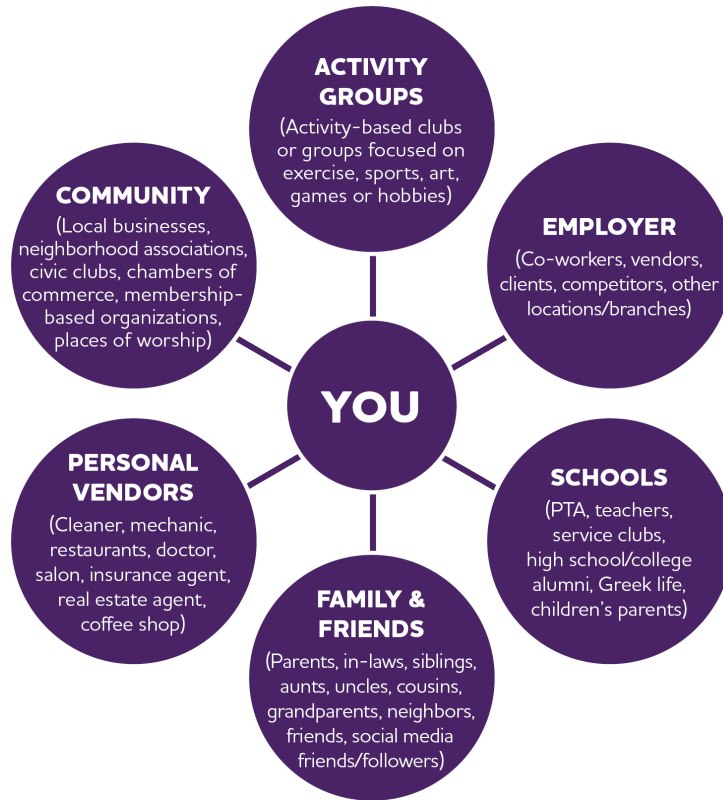 ACTIVITY
GROUPS
(Activity-based clubs
or groups focused on
exercise, sports, art,
games or hobbies)
COMMUNITY
(Local businesses,
neighborhood associations,
civic clubs, chambers of
commerce, membership-
based organizations,
places of worship)
EMPLOYER
(Co-workers, vendors,
clients, competitors, other
locations/branches)
YOU
PERSONAL
VENDORS
(Cleaner, mechanic,
restaurants, doctor,
salon, insurance agent,
real estate agent,
coffee shop)
SCHOOLS
(PTA, teachers,
service clubs,
high school/college
alumni, Greek life,
children's parents)
FAMILY &
FRIENDS
(Parents, in-laws, siblings,
aunts, uncles, cousins,
grandparents, neighbors,
friends, social media
friends/followers)